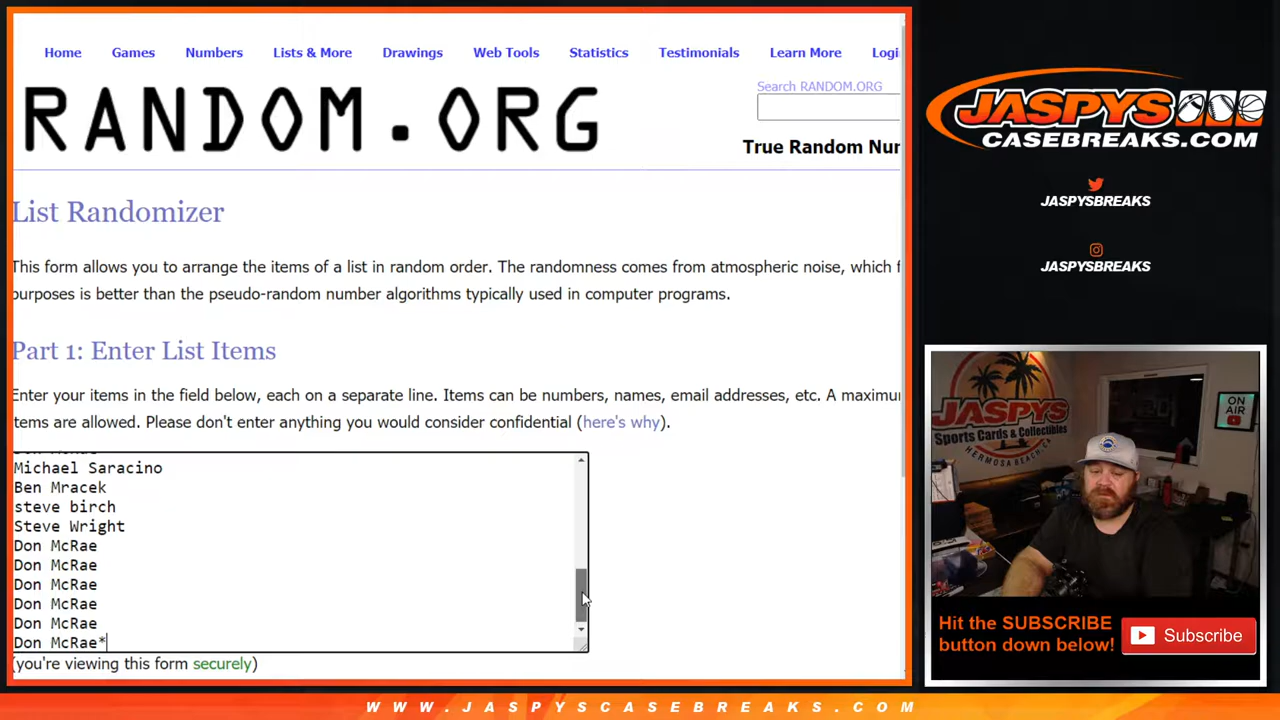 Home Games Numbers Lists & More Drawings Web Tools Statistics Testimonials Learn More Logi
Search RANDOM.ORG
RANDOM.ORG
True Random Nur
List Randomizer
This form allows you to arrange the items of a list in random order. The randomness comes from atmospheric noise, which f
purposes is better than the pseudo-random number algorithms typically used in computer programs.
Part 1: Enter List Items
Enter your items in the field below, each on a separate line. Items can be numbers, names, email addresses, etc. A maximu
items are allowed. Please don't enter anything you would consider confidential (here's why).
Michael Saracino
Ben Mracek
steve birch
Steve Wright
Don McRae
Don McRae
Don McRae
Don McRae
Don McRae
Don McRae*
(you're viewing this form securely)
JASPYS
CASEBREAKS.COM
JASPYSBREAKS
JASPYSBREAKS
JASPYS
Sports Cards & Collectibles
HERMOSA BEACH, CA
ON
AIR
Hit the SUBSCRIBE
button down below!
Subscribe
WWW.JASPYSCASEBREAKS.COM